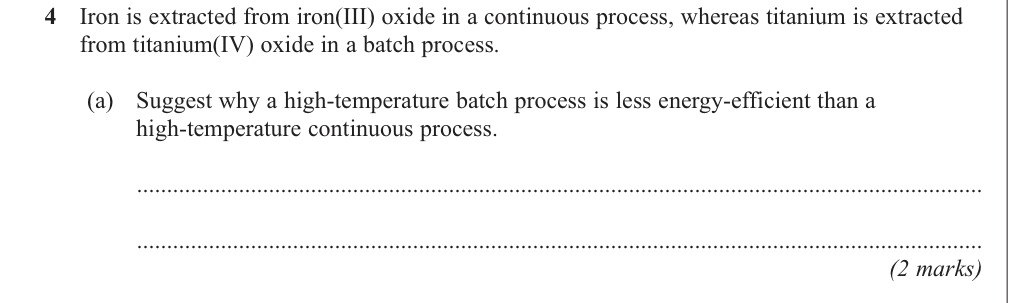 4 Iron is extracted from iron(III) oxide in a continuous process, whereas titanium is extracted
from titanium(IV) oxide in a batch process.
(a) Suggest why a high-temperature batch process is less energy-efficient than a
high-temperature continuous process.
..........................................................................................................................................
..........................................................................................................................................
(2 marks)